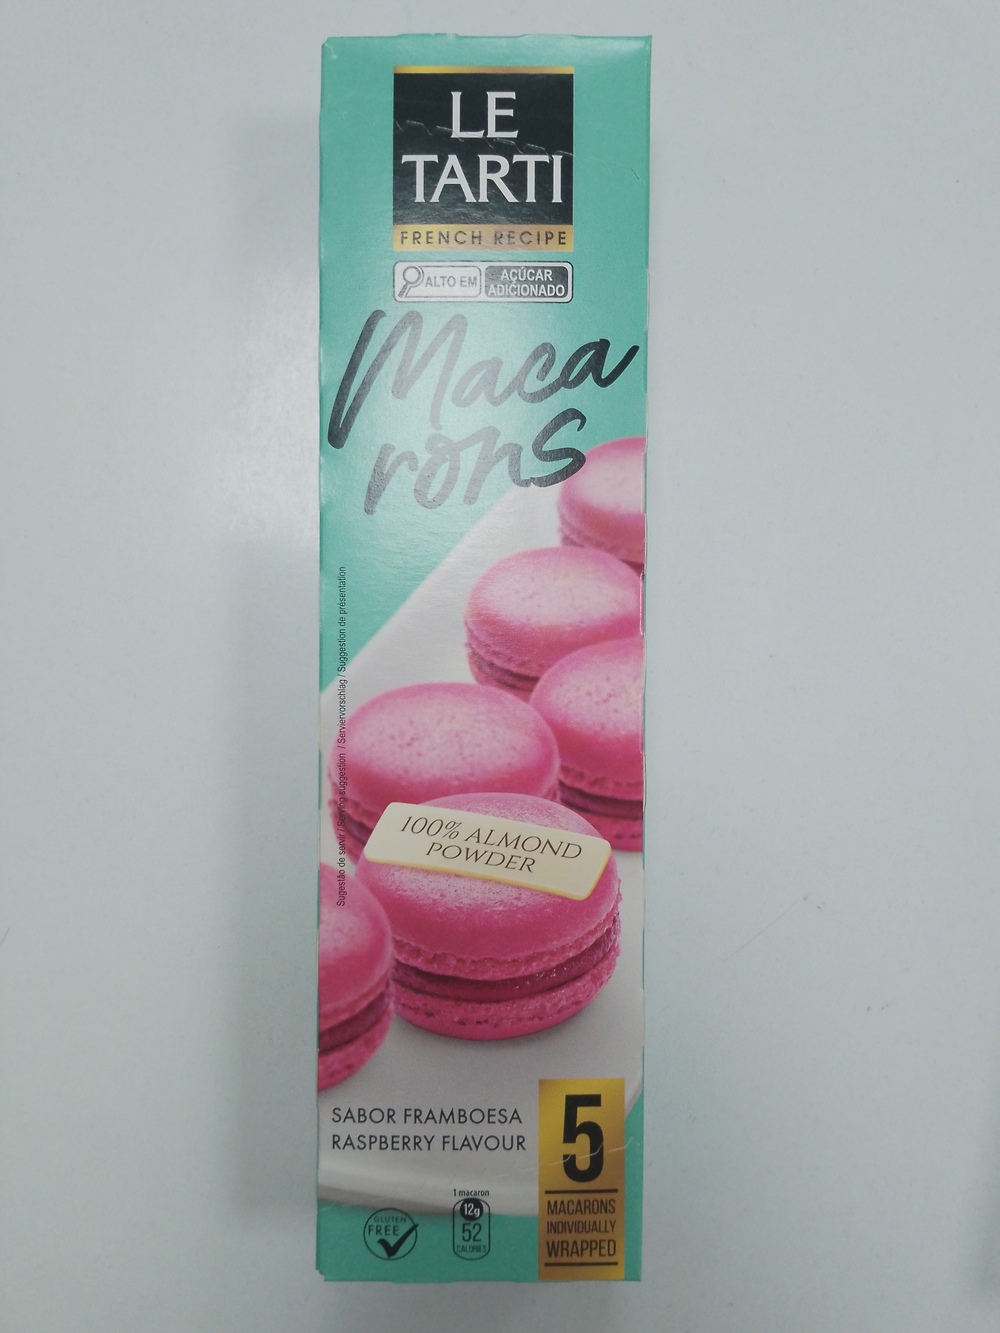 LE
TARTI
FRENCH RECIPE
ALTO EM
AÇÚCAR
ADICIONADO
Maca
rons
Sugestão de servir / Serving suggestion / Serviervorschlag / Suggestion de présentation
100% ALMOND
POWDER
SABOR FRAMBOESA
RASPBERRY FLAVOUR
5
MACARONS
INDIVIDUALLY
WRAPPED
GLUTEN
FREE
1 macaron
12g
52
CALORIES